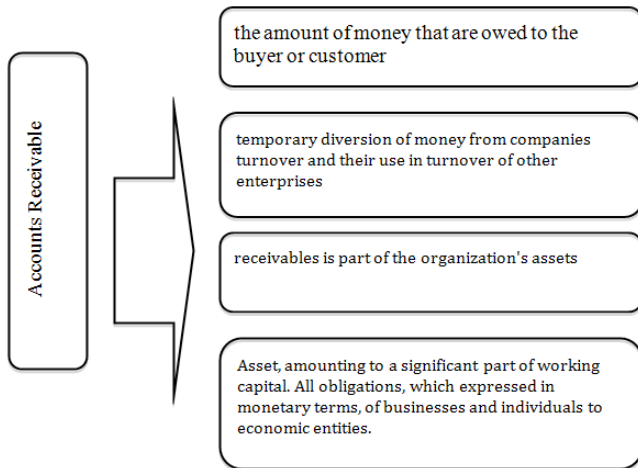 Accounts Receivable
the amount of money that are owed to the
buyer or customer
temporary diversion of money from companies
turnover and their use in turnover of other
enterprises
receivables is part of the organization's assets
Asset, amounting to a significant part of working
capital. All obligations, which expressed in
monetary terms, of businesses and individuals to
economic entities.